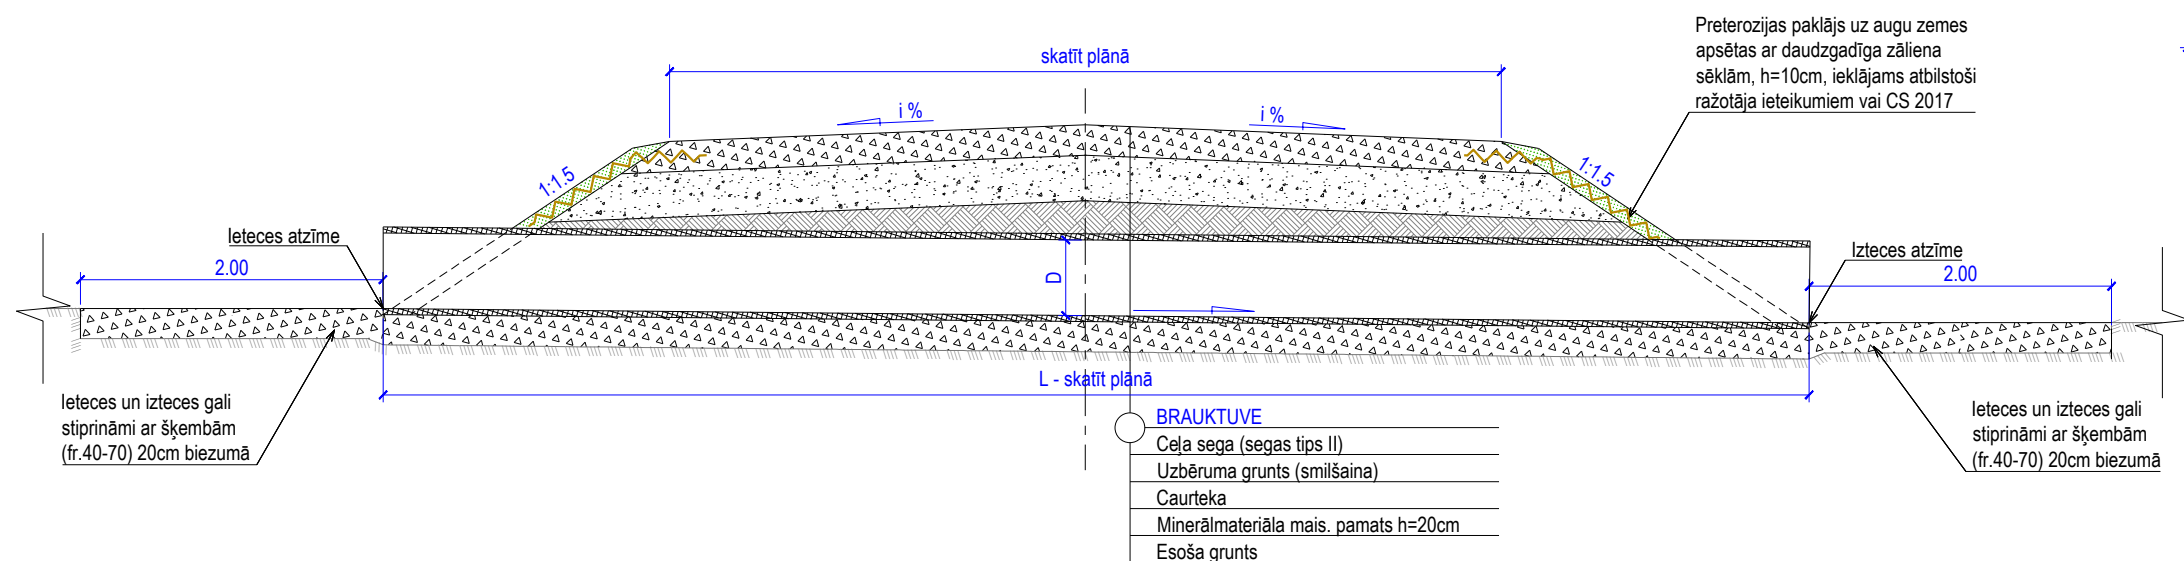 Preterozijas paklājs uz augu zemes
apsētas ar daudzgadīga zāliena
sēklām, h=10cm, ieklājams atbilstoši
ražotāja ieteikumiem vai CS 2017
skatīt plānā
i %
i %
1:1.5
1:1.5
Ieteces atzīme
Izteces atzīme
2.00
2.00
D
L - skatīt plānā
Ieteces un izteces gali
stiprināmi ar šķembām
(fr.40-70) 20cm biezumā
BRAUKTUVE
Ceļa sega (segas tips II)
Uzbēruma grunts (smilšaina)
Caurteka
Minerālmateriāla mais. pamats h=20cm
Esoša grunts
Ieteces un izteces gali
stiprināmi ar šķembām
(fr.40-70) 20cm biezumā